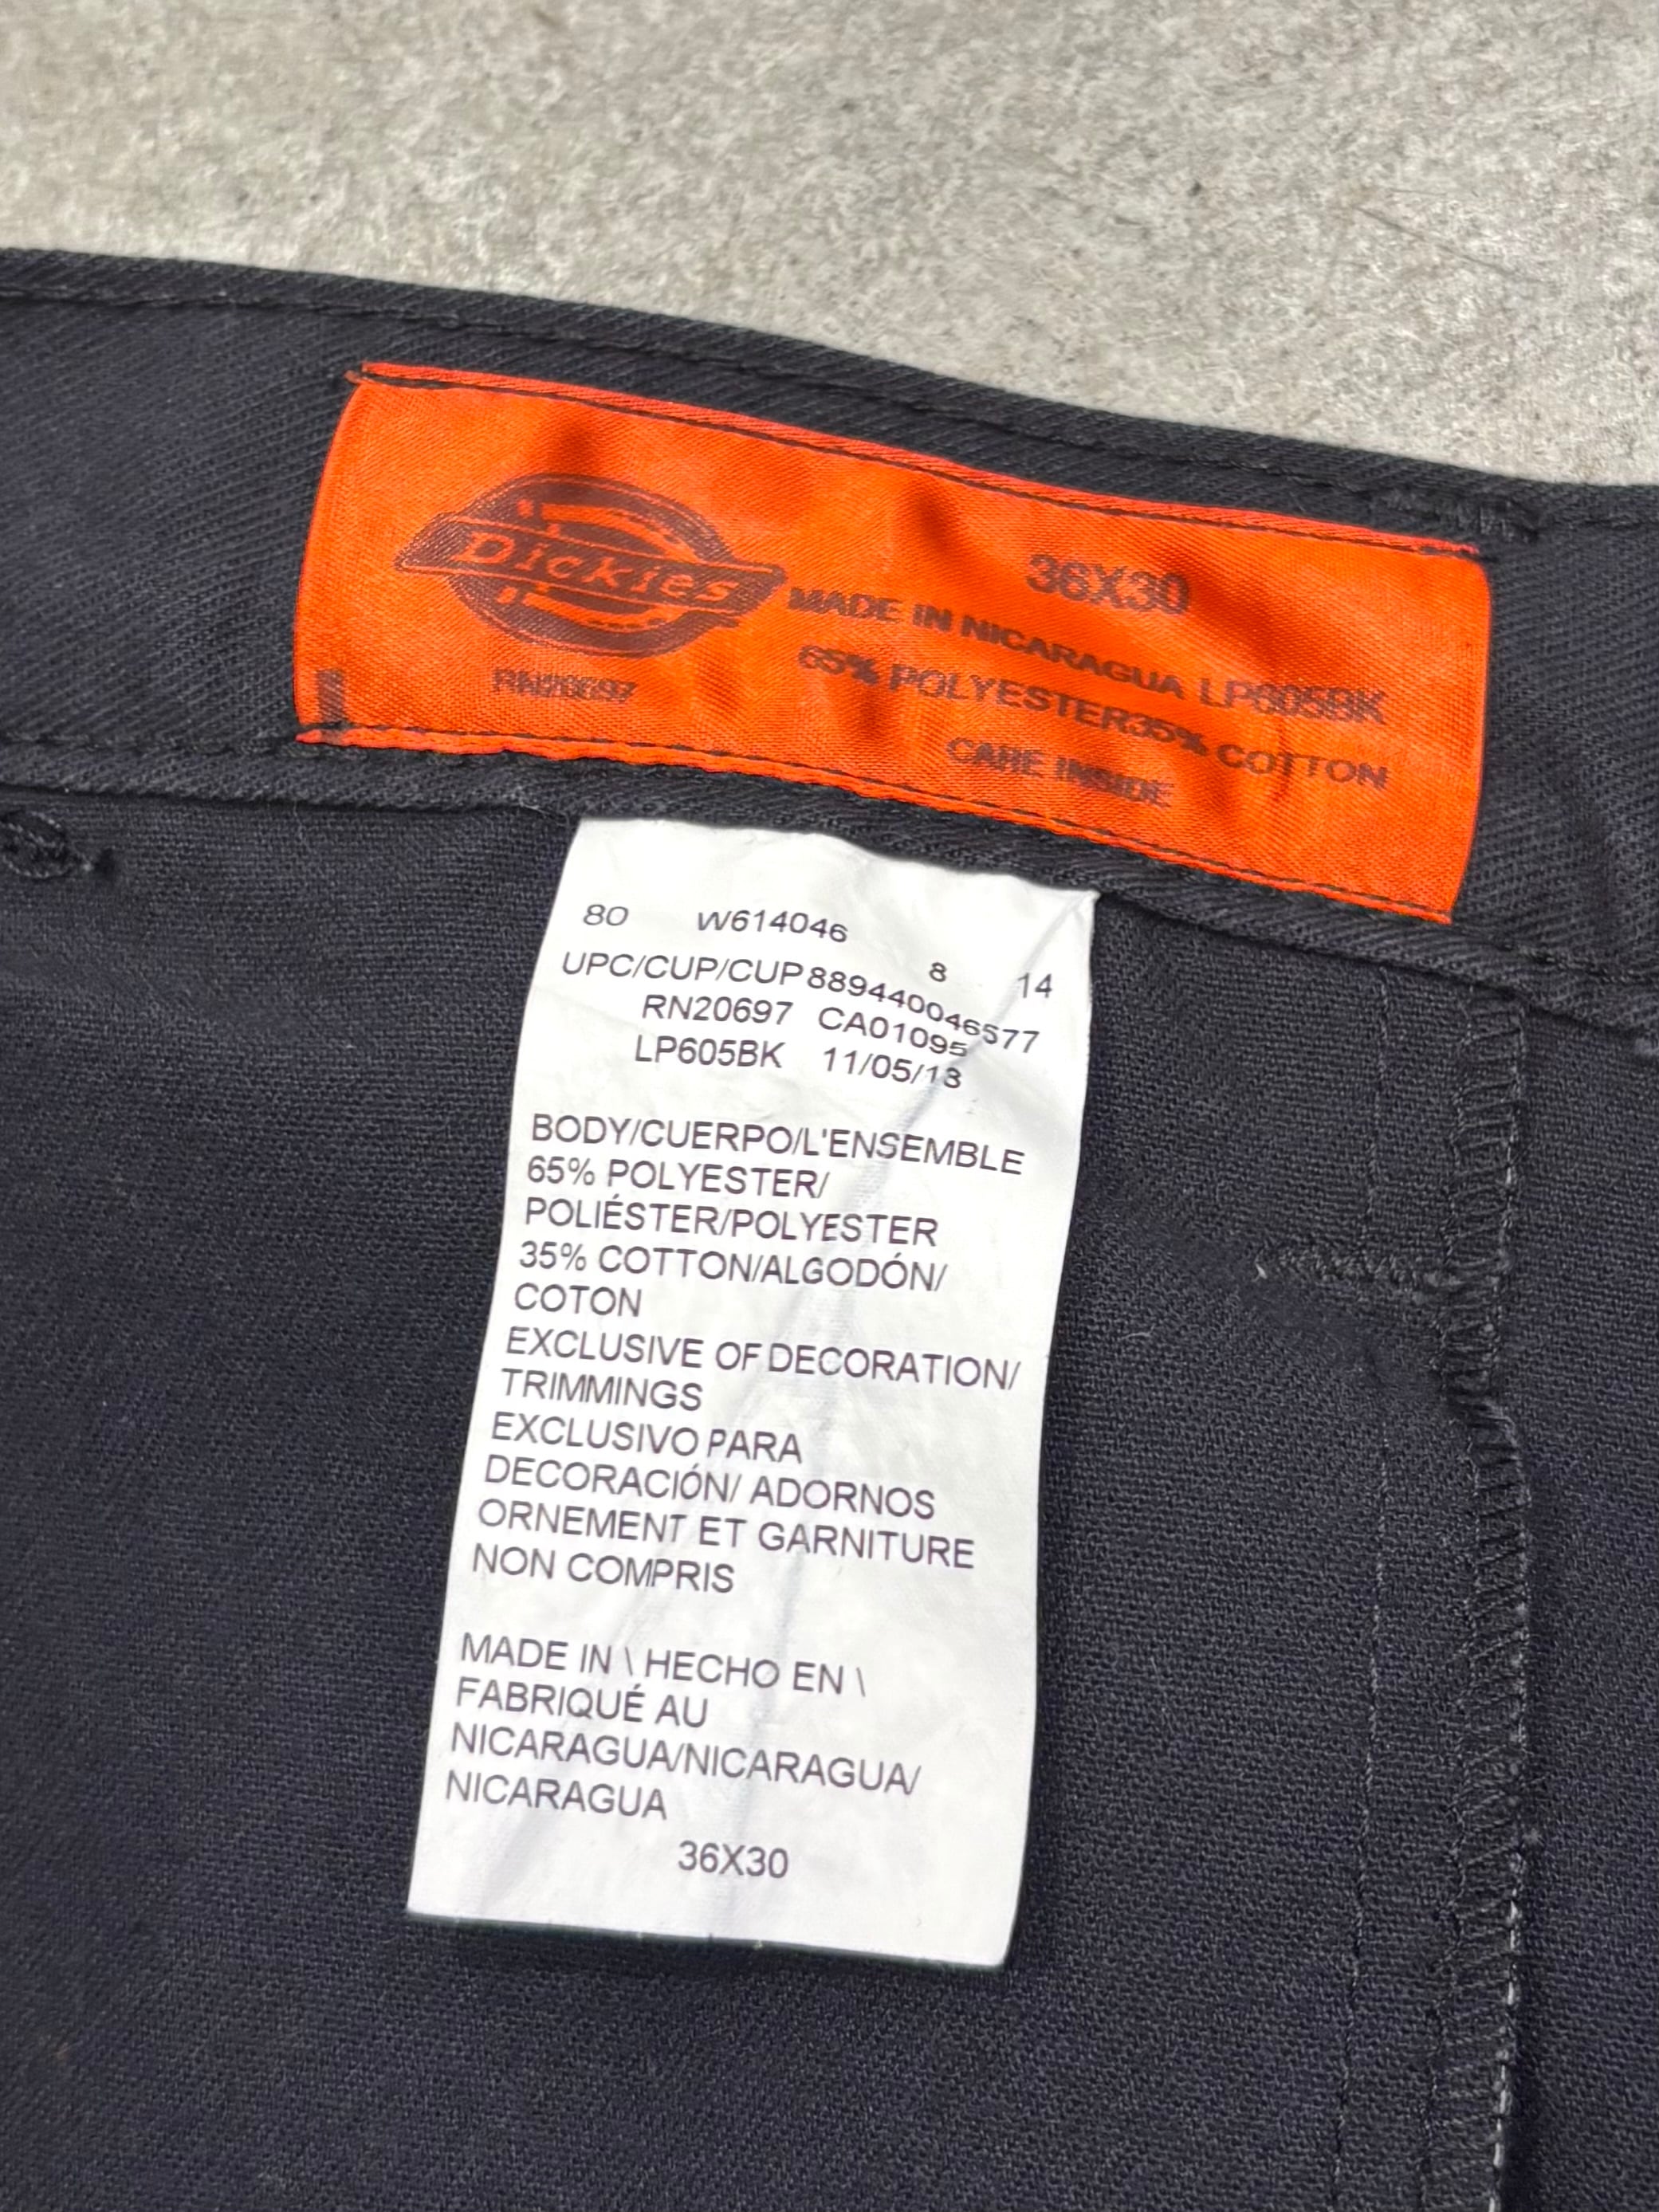 Dickies
RN20697
36X30
MADE IN NICARAGUA LP605BK
65% POLYESTER35% COTTON
CARE INSIDE
80 W614046 8 14
UPC/CUP/CUP 889440046577
RN20697 CA01095
LP605BK 11/05/13
BODY/CUERPO/L'ENSEMBLE
65% POLYESTER/
POLIÉSTER/POLYESTER
35% COTTON/ALGODÓN/
COTON
EXCLUSIVE OF DECORATION/
TRIMMINGS
EXCLUSIVO PARA
DECORACIÓN/ ADORNOS
ORNEMENT ET GARNITURE
NON COMPRIS
MADE IN \ HECHO EN \
FABRIQUÉ AU
NICARAGUA/NICARAGUA/
NICARAGUA
36X30